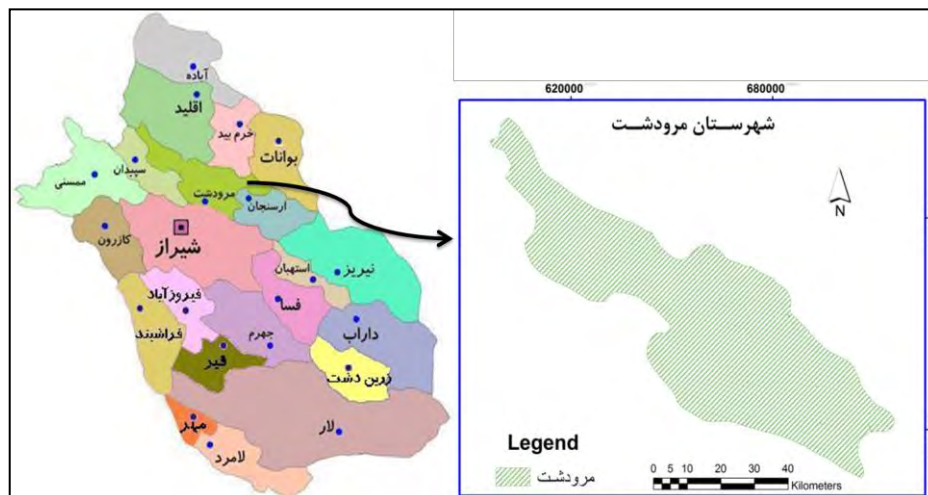 آباده
اقلید
خرم بید
بوانات
سپیدان
ممسنی
مرودشت
ارسنجان
کازرون
شیراز
نیریز
استهبان
فیروزآباد
فسا
فراشبند
جهرم
داراب
قیر
زرین دشت
مهر
لار
لامرد
620000 680000
شهرستان مرودشت
N
Legend
مرودشت
0 5 10 20 30 40
Kilometers